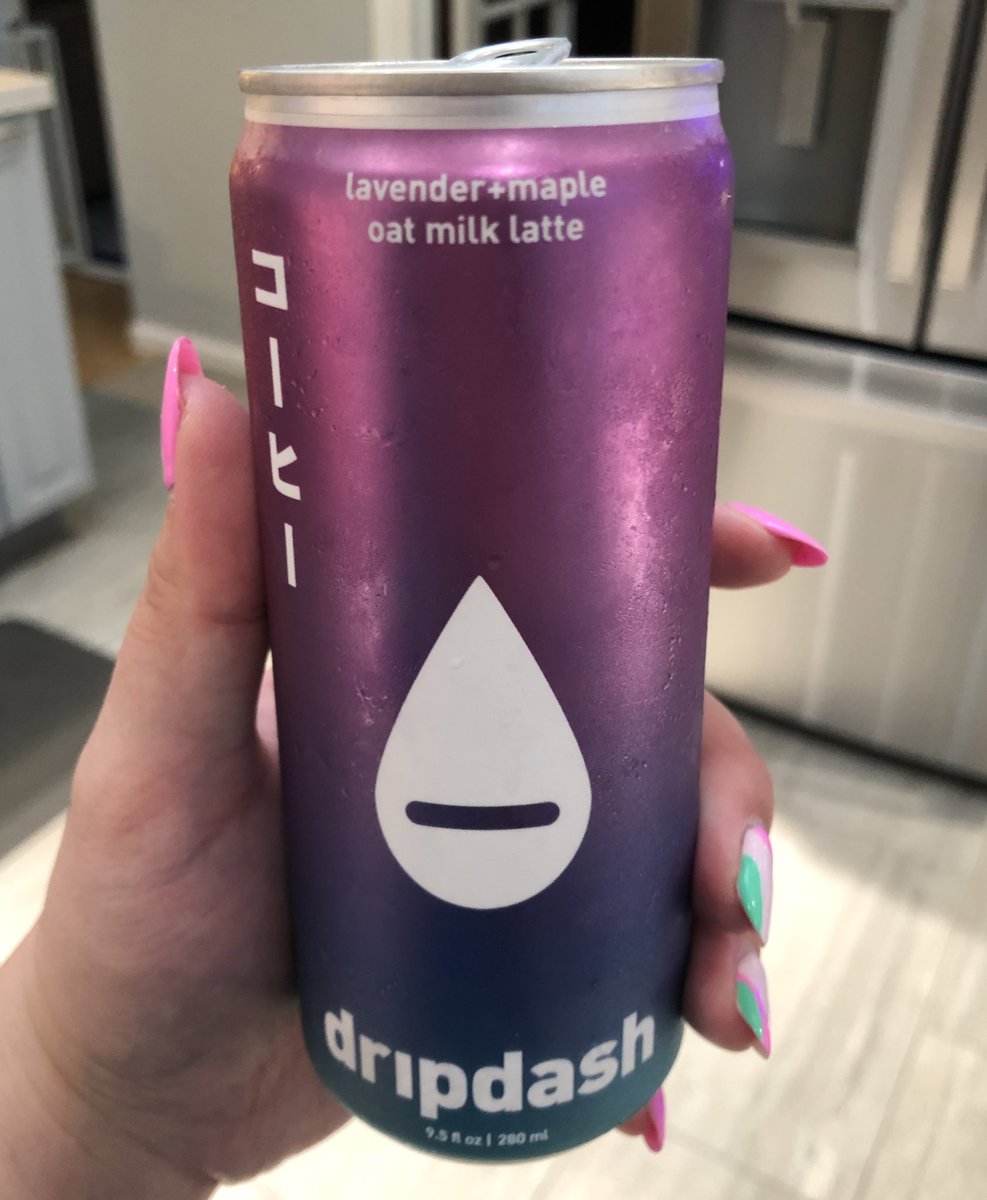 lavender+maple
oat milk latte
コーヒー
dripdash
9.5 fl oz | 280 ml